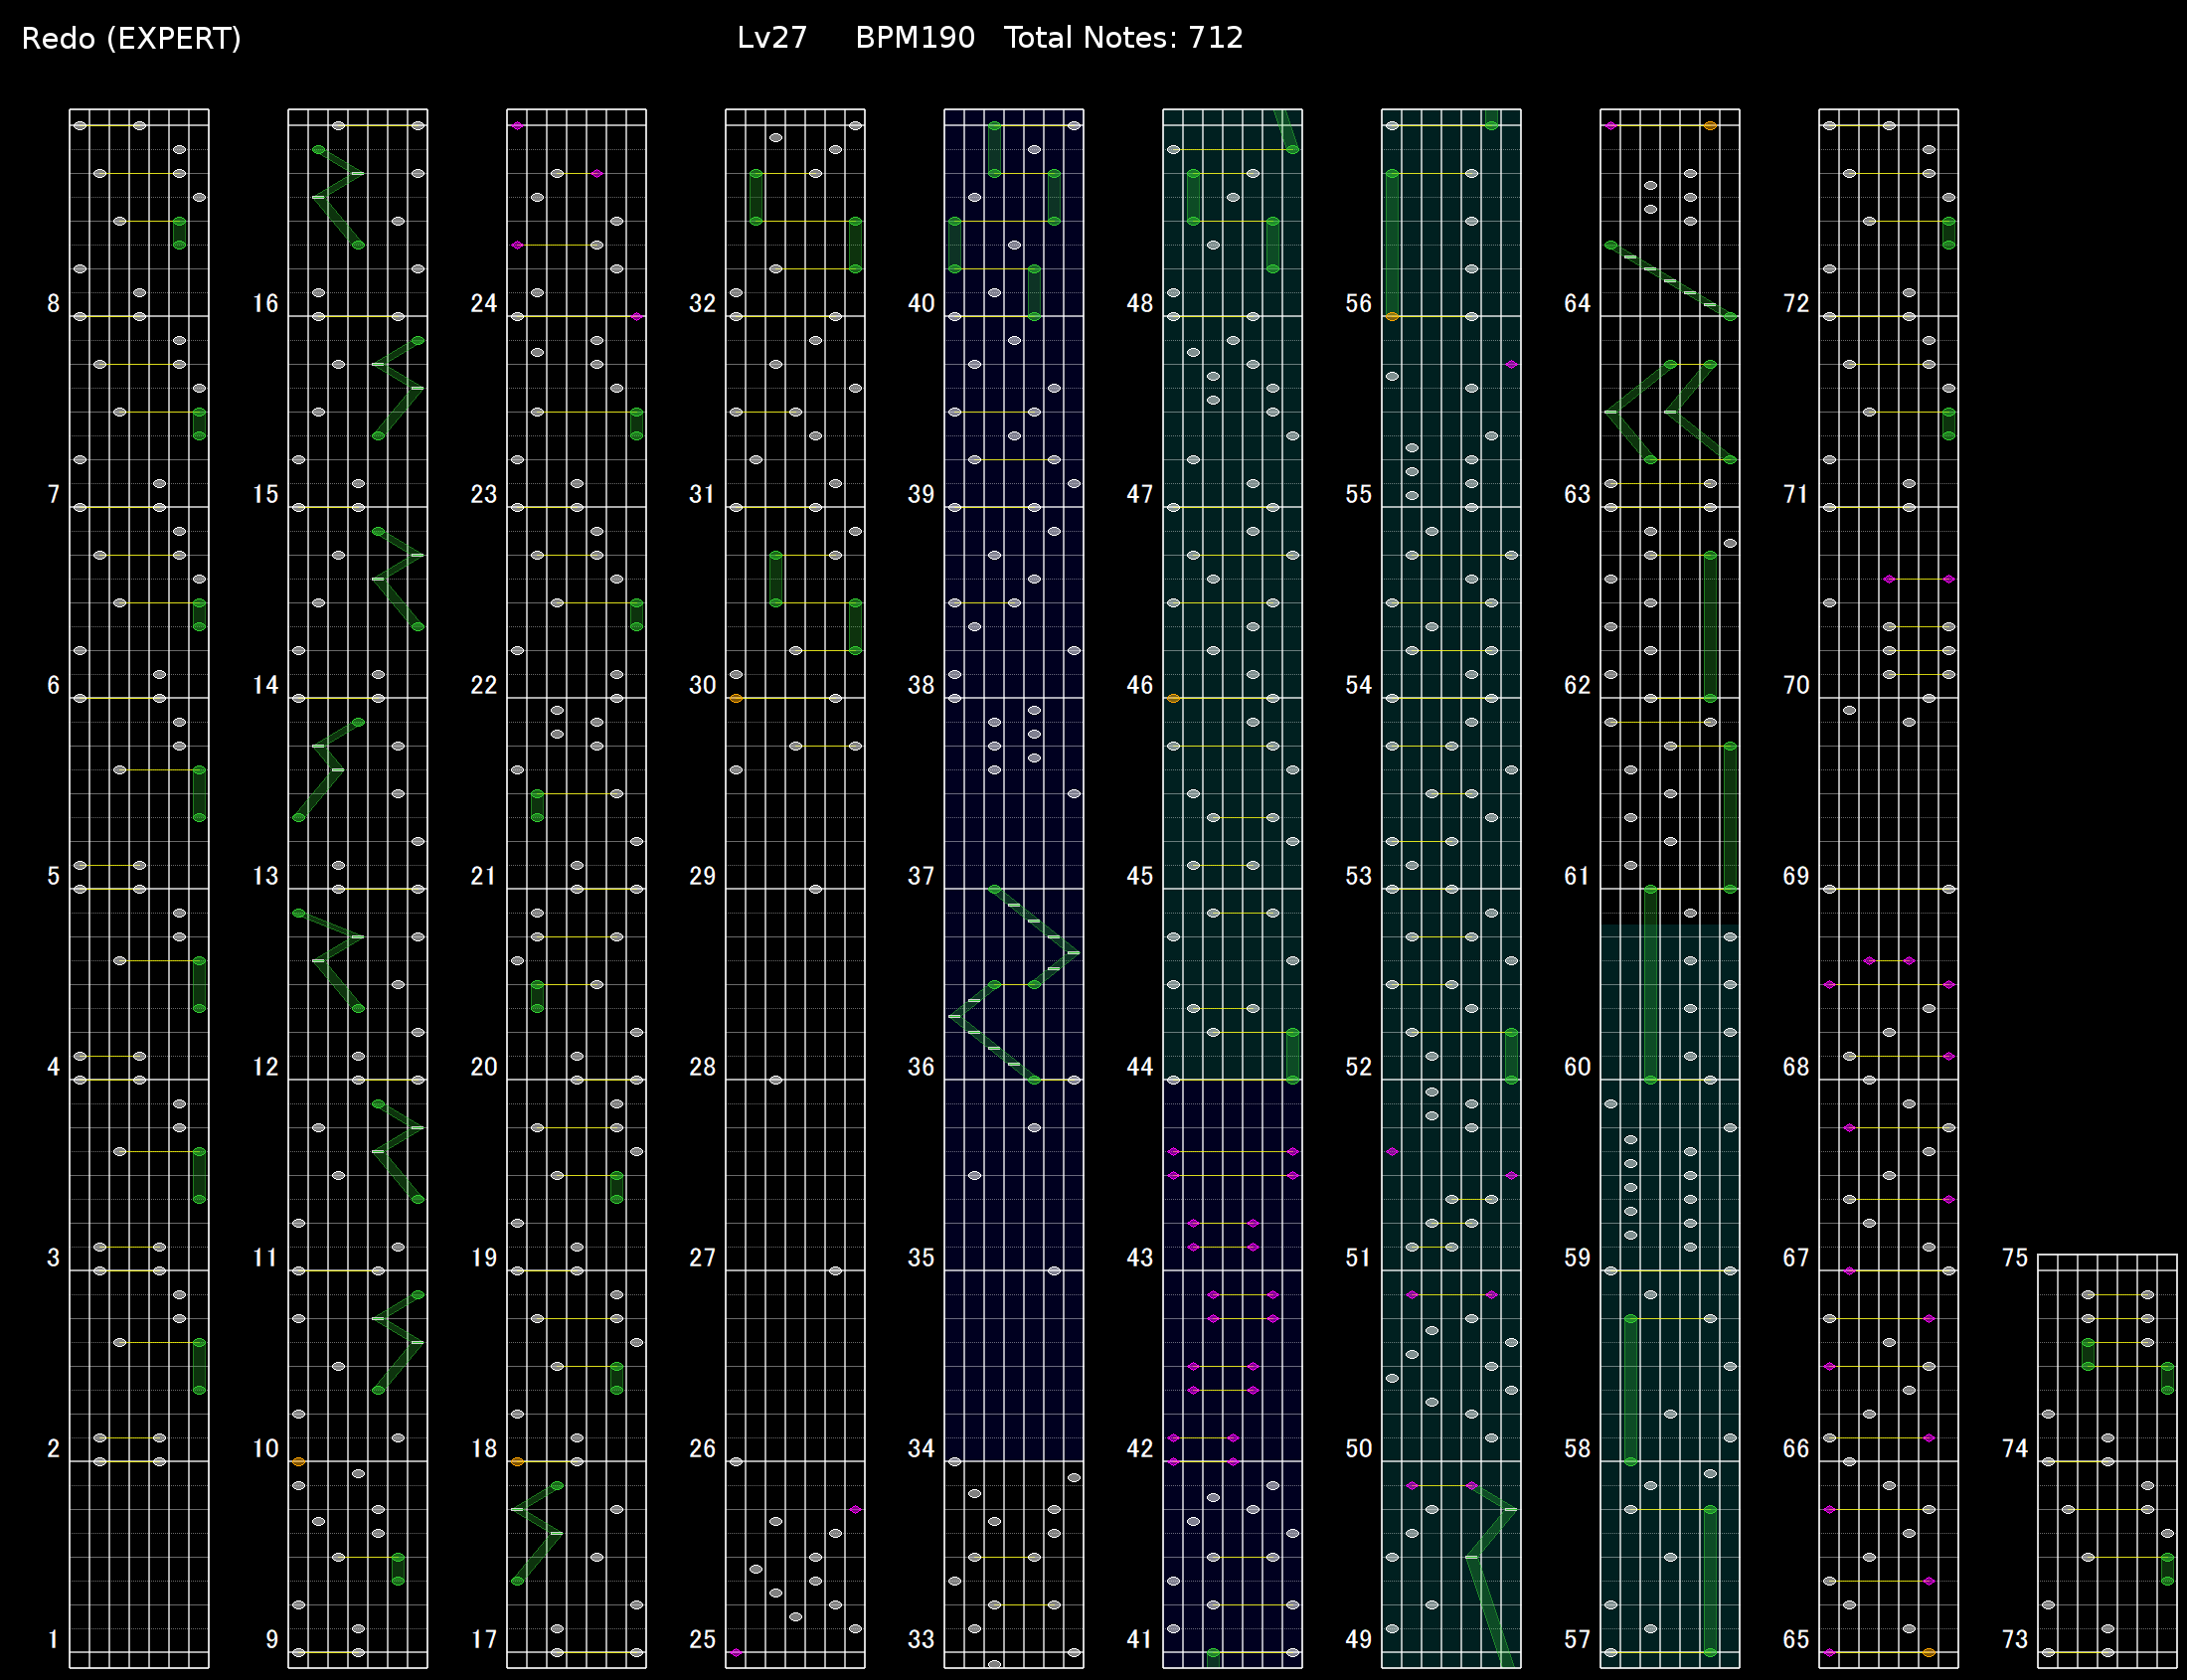 Redo (EXPERT) Lv27 BPM190 Total Notes: 712
8 16 24 32 40 48 56 64 72
7 15 23 31 39 47 55 63 71
6 14 22 30 38 46 54 62 70
5 13 21 29 37 45 53 61 69
4 12 20 28 36 44 52 60 68
3 11 19 27 35 43 51 59 67 75
2 10 18 26 34 42 50 58 66 74
1 9 17 25 33 41 49 57 65 73